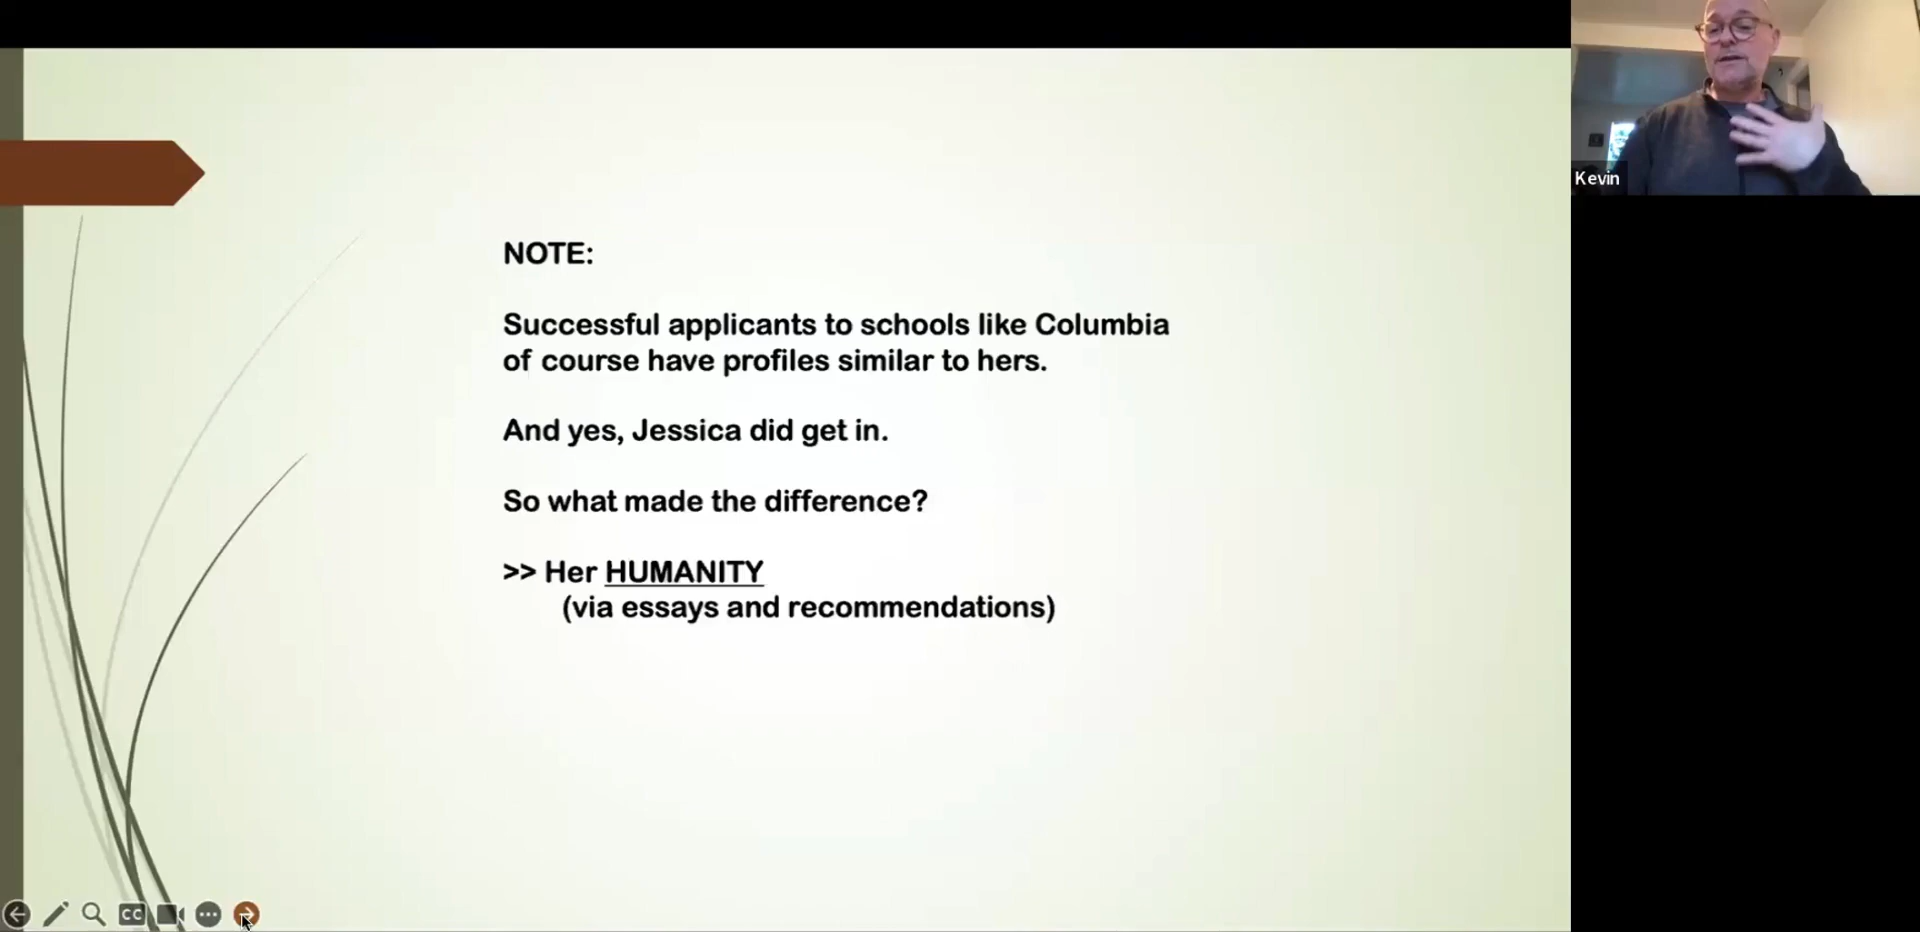 NOTE:
Successful applicants to schools like Columbia
of course have profiles similar to hers.
And yes, Jessica did get in.
So what made the difference?
>> Her HUMANITY
(via essays and recommendations)
Kevin
CC